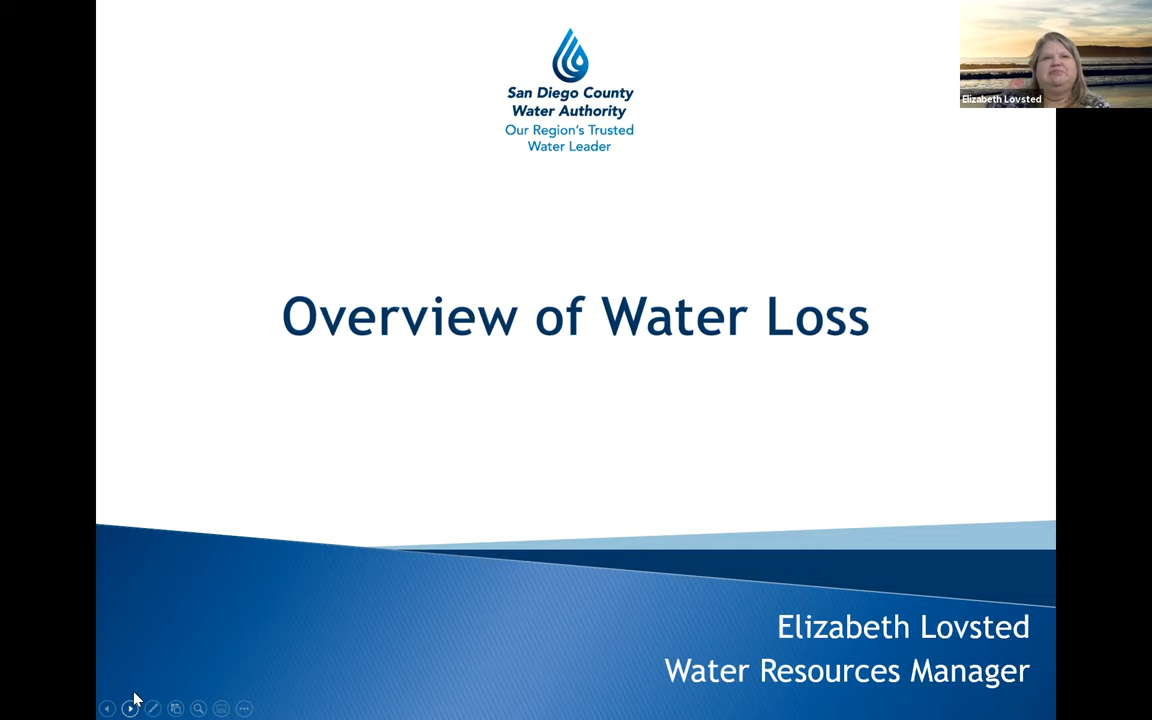 San Diego County
Water Authority
Our Region's Trusted
Water Leader
Elizabeth Lovsted
Overview of Water Loss
Elizabeth Lovsted
Water Resources Manager